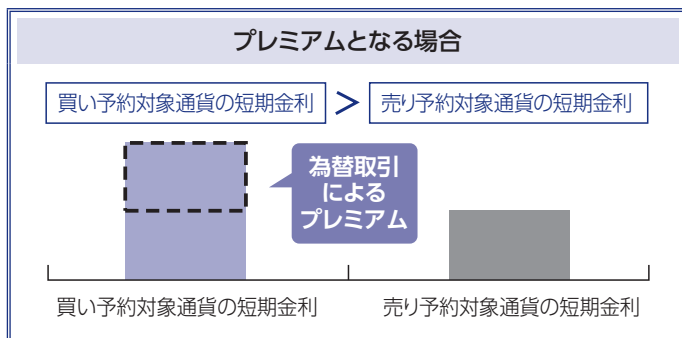 プレミアムとなる場合
買い予約対象通貨の短期金利 > 売り予約対象通貨の短期金利
為替取引
による
プレミアム
買い予約対象通貨の短期金利 売り予約対象通貨の短期金利